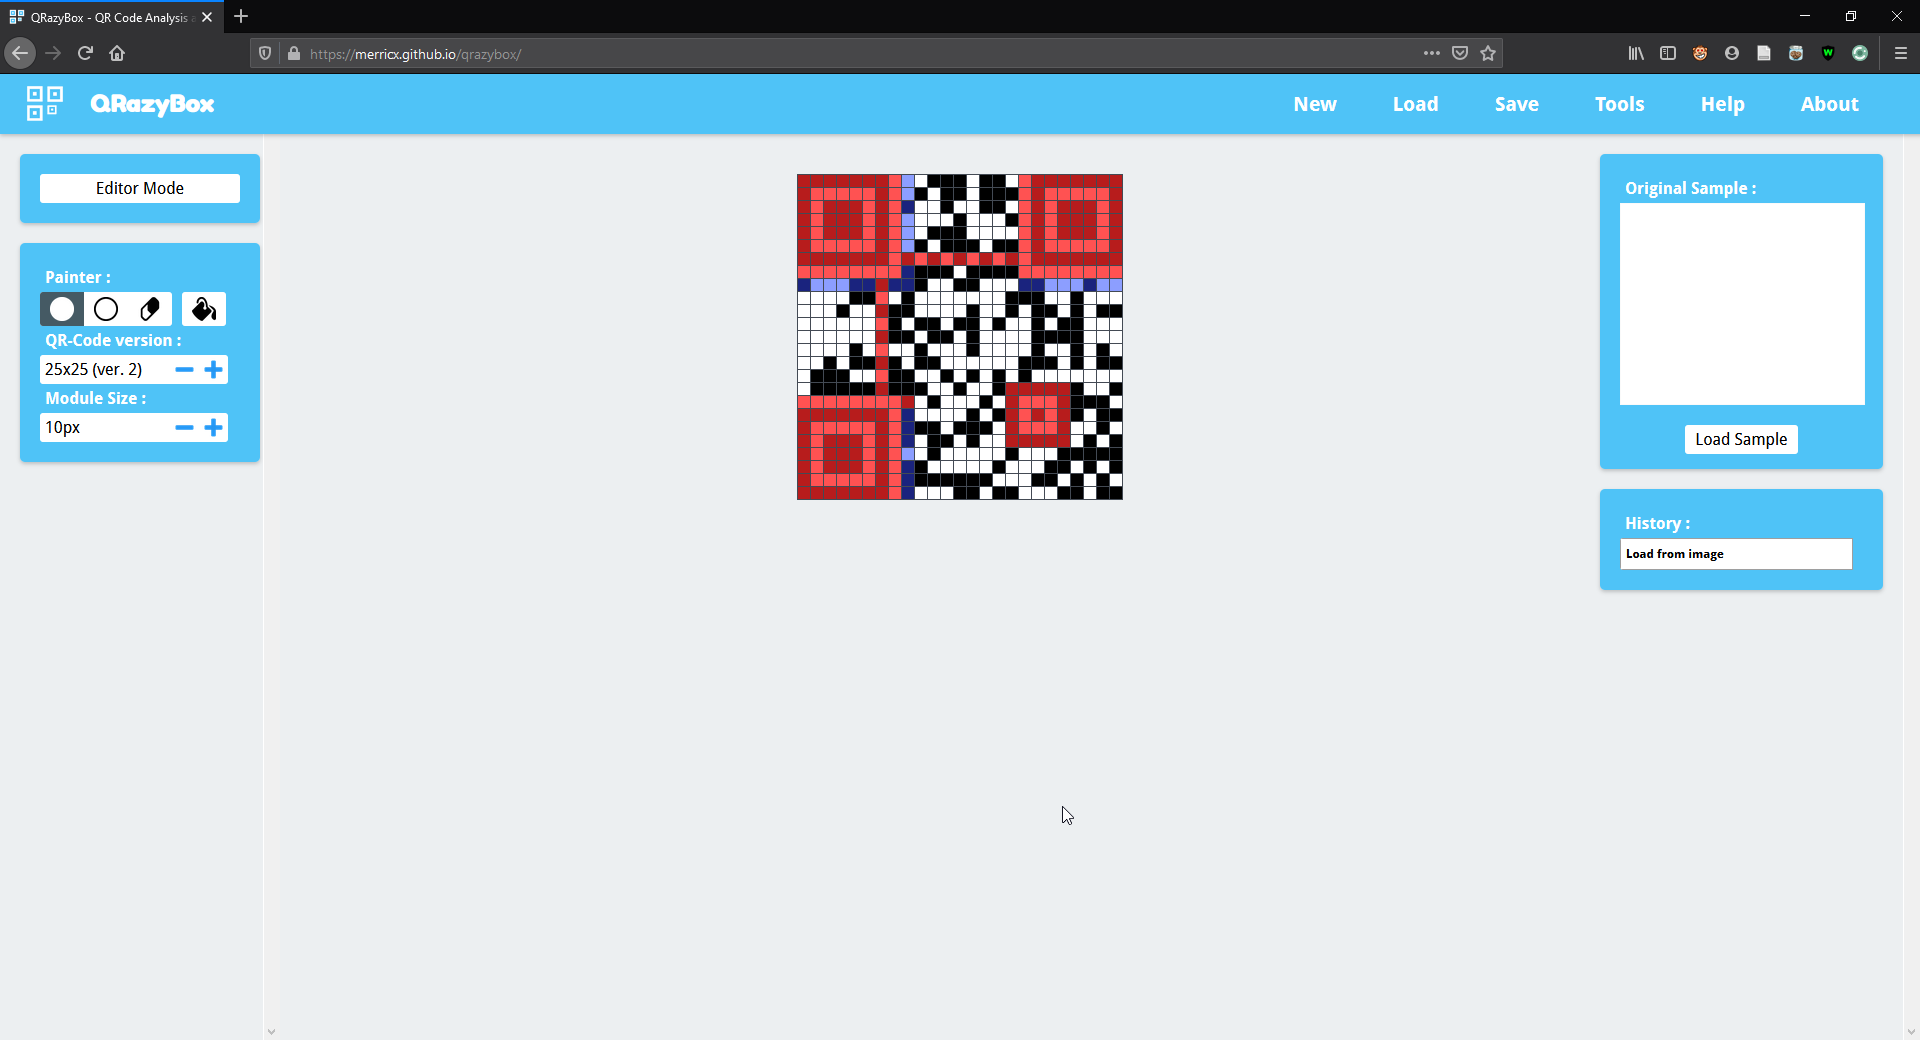 QRazyBox - QR Code Analysis a
https://merricx.github.io/qrazybox/
QRazyBox
New
Load
Save
Tools
Help
About
Editor Mode
Painter :
QR-Code version :
25x25 (ver. 2)
Module Size :
10px
Original Sample :
Load Sample
History :
Load from image